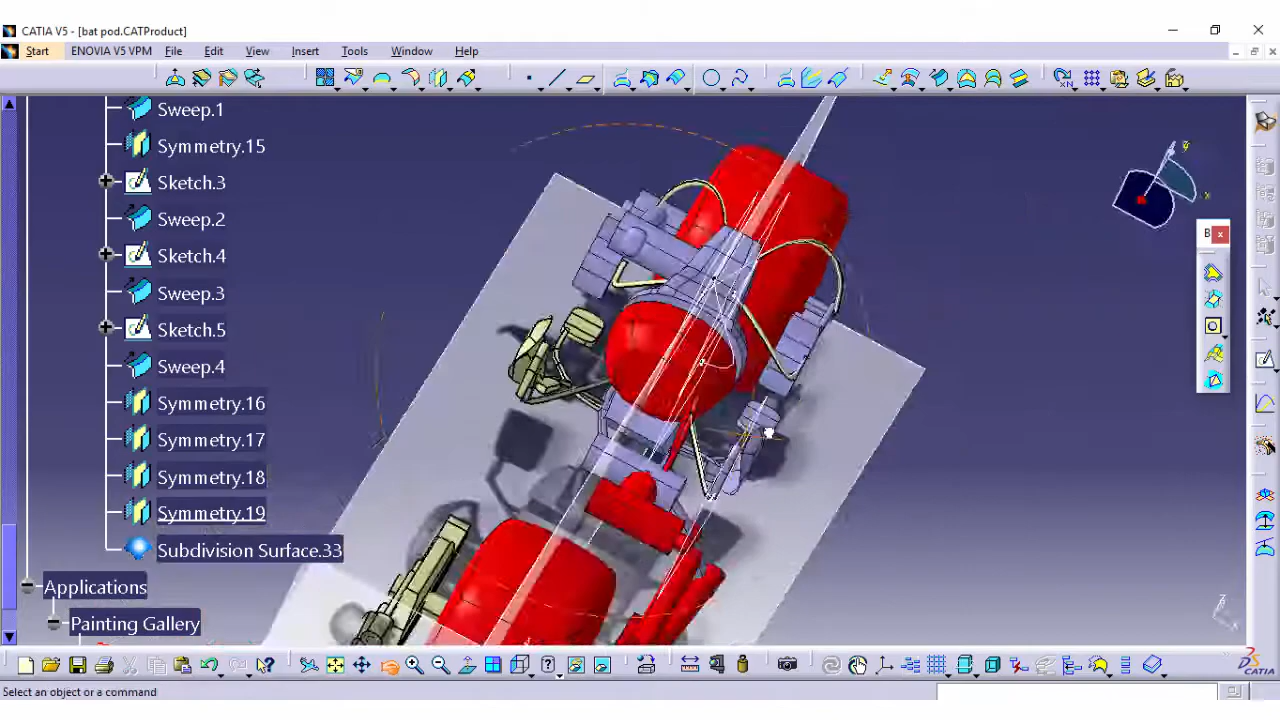 CATIA V5 - [bat pod.CATProduct]
Start ENOVIA V5 VPM File Edit View Insert Tools Window Help
Sweep.1
Symmetry.15
Sketch.3
Sweep.2
Sketch.4
Sweep.3
Sketch.5
Sweep.4
Symmetry.16
Symmetry.17
Symmetry.18
Symmetry.19
Subdivision Surface.33
Applications
Painting Gallery
B
y
x
z
CATIA
Select an object or a command